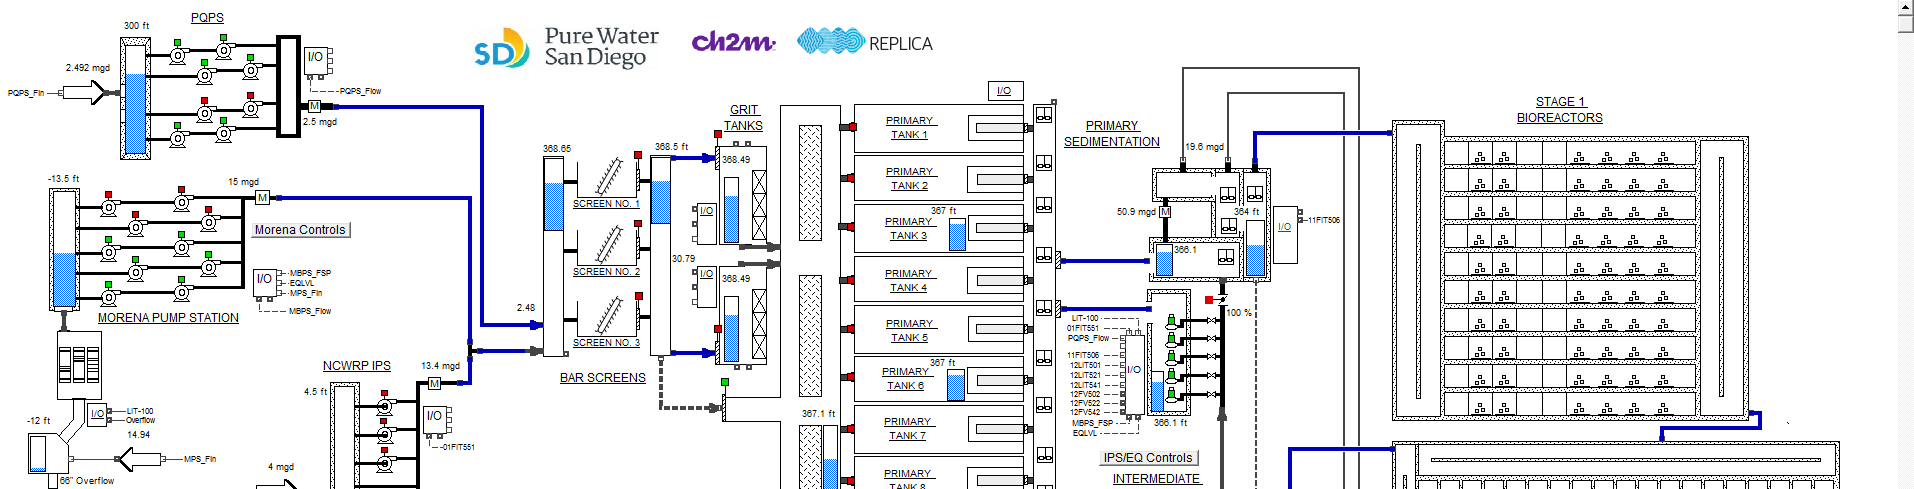 PQPS
300 ft
2.492 mgd
PQPS_Fin
I/O
PQPS_Flow
M
2.5 mgd
SD
Pure Water
San Diego
ch2m:
REPLICA
-13.5 ft
15 mgd
M
Morena Controls
I/O
MBPS_FSP
EQLVL
MPS_Fin
MBPS_Flow
MORENA PUMP STATION
NCWRP IPS
13.4 mgd
M
4.5 ft
I/O
01FIT551
I/O
LIT-100
Overflow
-12 ft
14.94
MPS_Fin
66" Overflow
4 mgd
2.48
368.65
SCREEN NO. 1
SCREEN NO. 2
SCREEN NO. 3
BAR SCREENS
368.5 ft
30.79
GRIT
TANKS
368.49
I/O
I/O
368.49
367.1 ft
I/O
PRIMARY
TANK 1
PRIMARY
TANK 2
PRIMARY
TANK 3
367 ft
PRIMARY
TANK 4
PRIMARY
TANK 5
PRIMARY
TANK 6
367 ft
PRIMARY
TANK 7
PRIMARY
TANK 8
PRIMARY
SEDIMENTATION
19.6 mgd
50.9 mgd
M
364 ft
366.1
I/O
11FIT506
100 %
LIT-100
01FIT551
PQPS_Flow
11FIT506
12LIT501
12LIT521
12LIT541
12FV502
12FV522
12FV542
MBPS_FSP
EQLVL
I/O
366.1 ft
IPS/EQ Controls
INTERMEDIATE
STAGE 1
BIOREACTORS